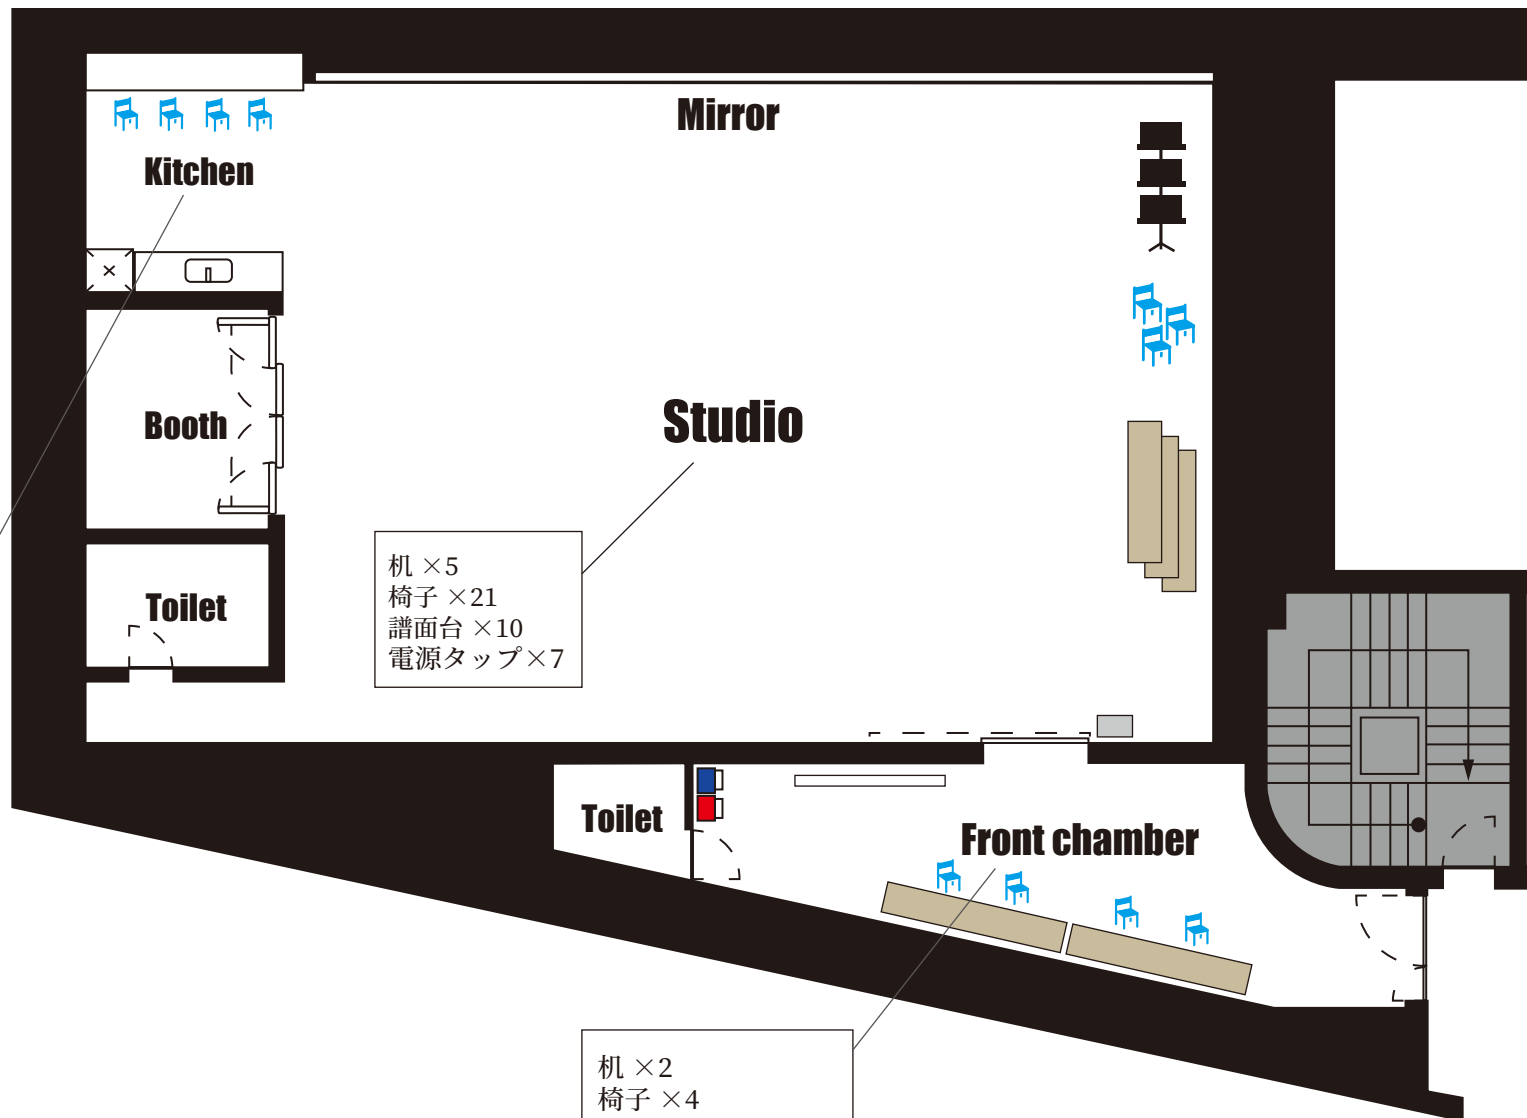 Mirror
Kitchen
Booth
Studio
机 ×5
椅子 ×21
譜面台 ×10
電源タップ×7
Toilet
Toilet
Front chamber
机 ×2
椅子 ×4